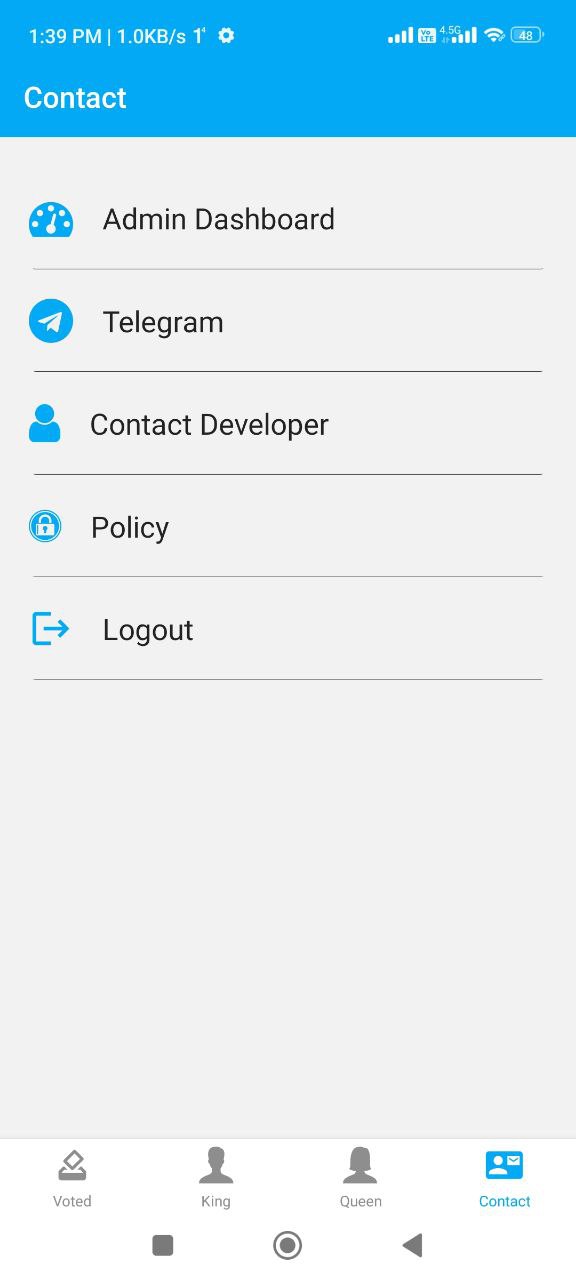 1:39 PM | 1.0KB/s
Vo LTE
4.5G
48
Contact
Admin Dashboard
Telegram
Contact Developer
Policy
Logout
Voted
King
Queen
Contact